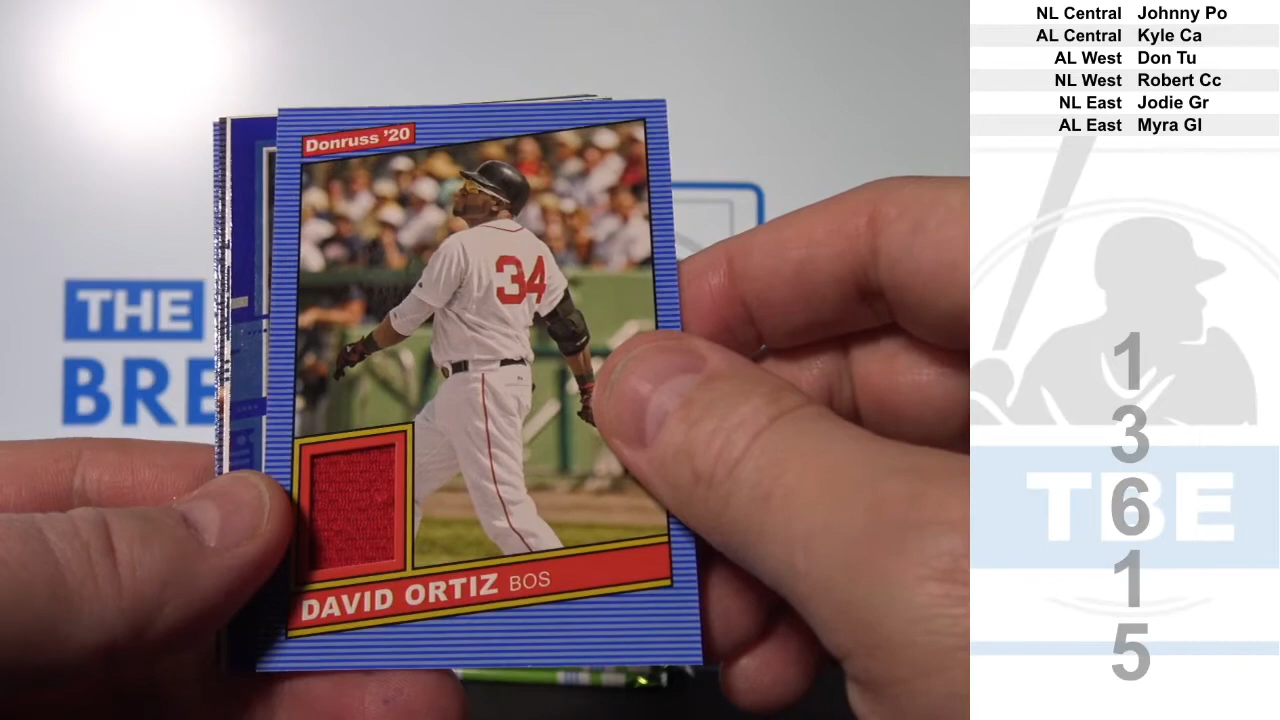 Donruss '20
34
DAVID ORTIZ BOS
THE
BRE
NL Central Johnny Po
AL Central Kyle Ca
AL West Don Tu
NL West Robert Cc
NL East Jodie Gr
AL East Myra Gl
1
3
6
1
5
TBE